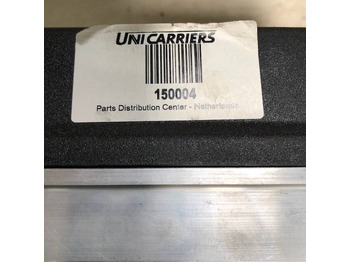 UNICARRIERS
150004
Parts Distribution Center - Netherlands